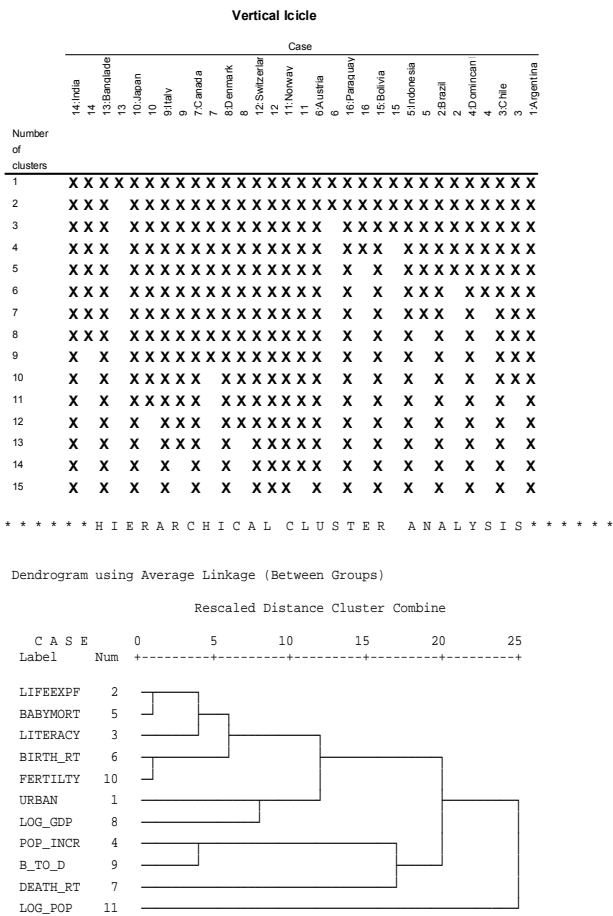 Vertical Icicle
Case
14:India 14 13:Banglade 13 10:Japan 10 9:Italy 9 7:Canada 7 8:Denmark 8 12:Switzerlar 12 11:Norway 11 6:Austria 6 16:Paraguay 16 15:Bolivia 15 5:Indonesia 5 2:Brazil 2 4:Domincan 4 3:Chile 3 1:Argentina
Number
of
clusters
1 X X X X X X X X X X X X X X X X X X X X X X X X X X X X X X X
2 X X X   X X X X X X X X X X X X X X X X X X X X X X X X X X X
3 X X X   X X X X X X X X X X X X X   X X X X X X X X X X X X X
4 X X X   X X X X X X X X X X X X X   X X X   X X X X X X X X X
5 X X X   X X X X X X X X X X X X X   X   X   X X X X X X X X X
6 X X X   X X X X X X X X X X X X X   X   X   X X X   X X X X X
7 X X X   X X X X X X X X X X X X X   X   X   X X X   X   X X X
8 X X X   X X X X X X X X X X X X X   X   X   X   X   X   X X X
9 X   X   X X X X X X X X X X X X X   X   X   X   X   X   X X X
10 X   X   X X X X X   X X X X X X X   X   X   X   X   X   X X X
11 X   X   X X X X X   X X X X X X X   X   X   X   X   X   X   X
12 X   X   X   X X X   X X X X X X X   X   X   X   X   X   X   X
13 X   X   X   X X X   X   X X X X X   X   X   X   X   X   X   X
14 X   X   X   X   X   X   X X X X X   X   X   X   X   X   X   X
15 X   X   X   X   X   X   X X X   X   X   X   X   X   X   X   X
* * * * * * H I E R A R C H I C A L  C L U S T E R  A N A L Y S I S * * * * * *
Dendrogram using Average Linkage (Between Groups)
Rescaled Distance Cluster Combine
C A S E 0 5 10 15 20 25
Label Num +---------+---------+---------+---------+---------+
LIFEEXPF 2
BABYMORT 5
LITERACY 3
BIRTH_RT 6
FERTILTY 10
URBAN 1
LOG_GDP 8
POP_INCR 4
B_TO_D 9
DEATH_RT 7
LOG_POP 11